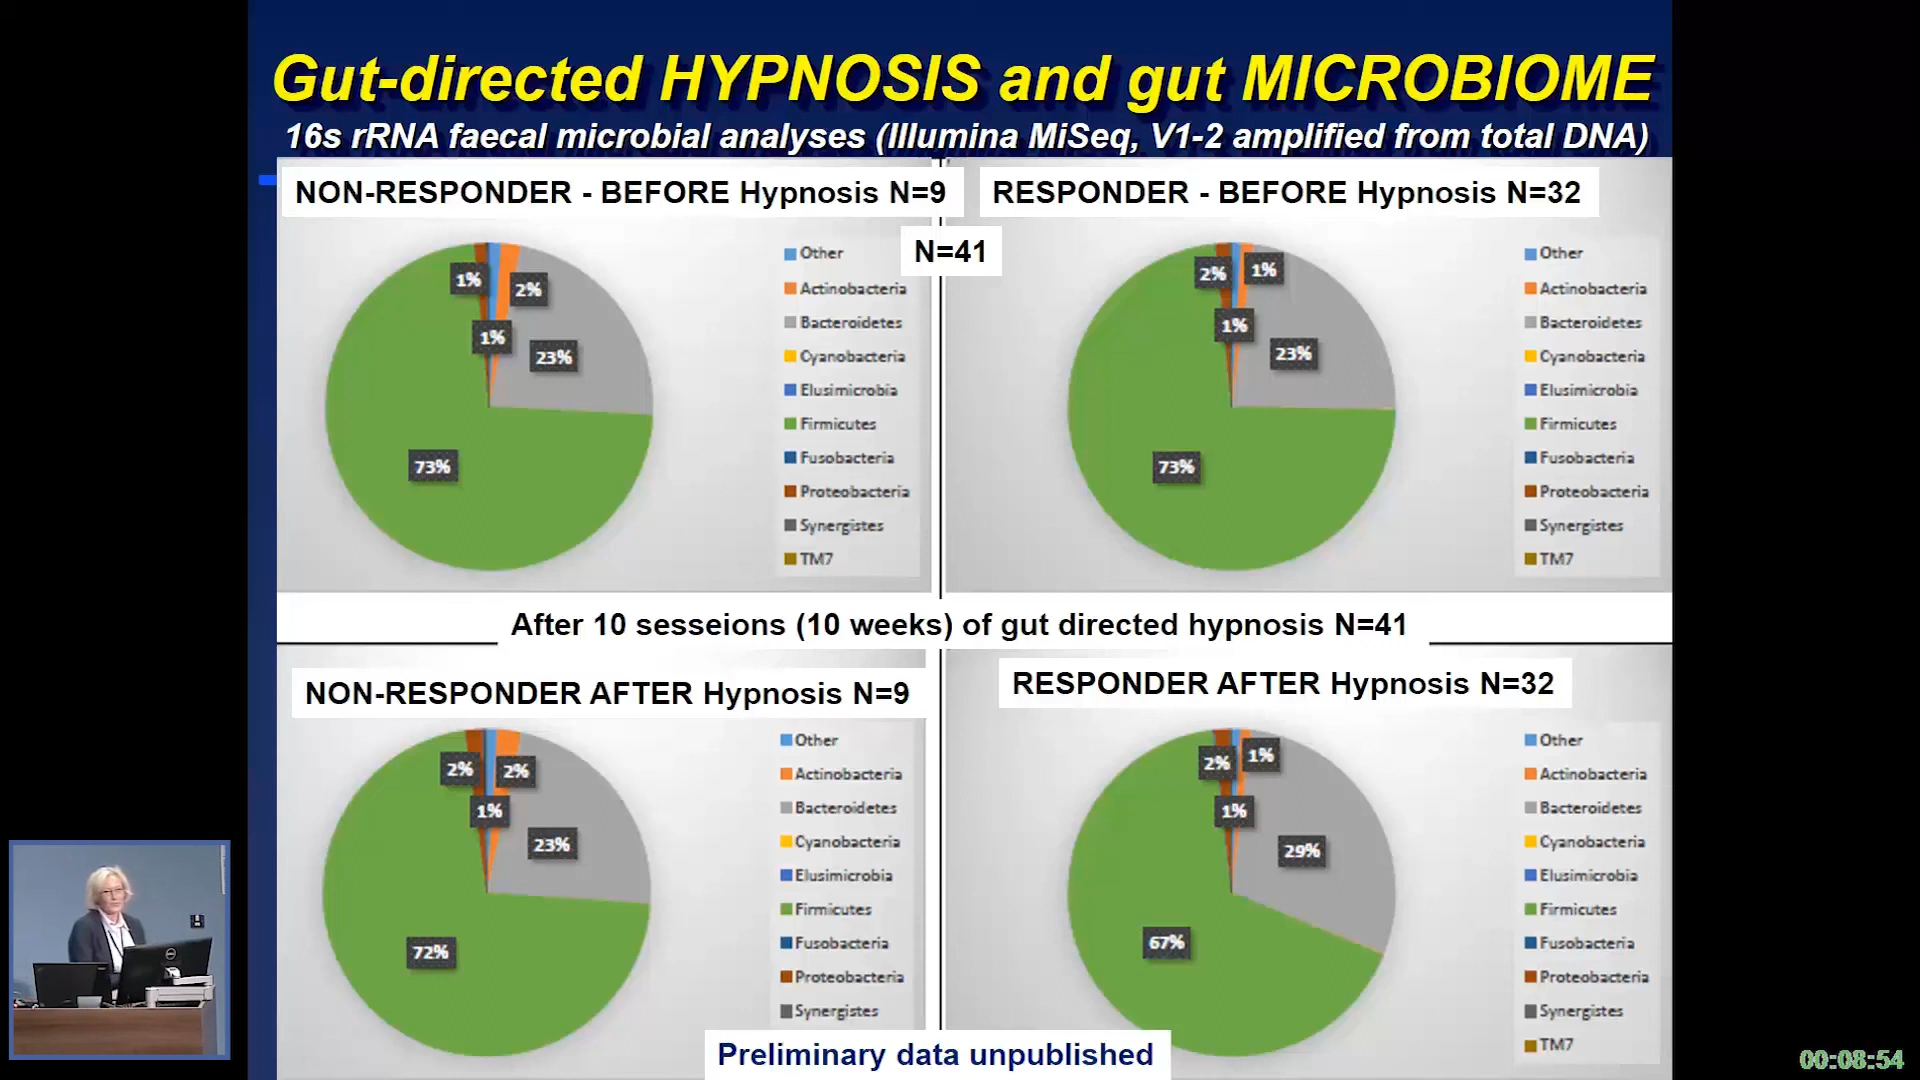 Gut-directed HYPNOSIS and gut MICROBIOME
16s rRNA faecal microbial analyses (Illumina MiSeq, V1-2 amplified from total DNA)
NON-RESPONDER - BEFORE Hypnosis N=9
RESPONDER - BEFORE Hypnosis N=32
N=41
1%
2%
1%
23%
73%
Other
Actinobacteria
Bacteroidetes
Cyanobacteria
Elusimicrobia
Firmicutes
Fusobacteria
Proteobacteria
Synergistes
TM7
2%
1%
1%
23%
73%
Other
Actinobacteria
Bacteroidetes
Cyanobacteria
Elusimicrobia
Firmicutes
Fusobacteria
Proteobacteria
Synergistes
TM7
After 10 sesseions (10 weeks) of gut directed hypnosis N=41
NON-RESPONDER AFTER Hypnosis N=9
RESPONDER AFTER Hypnosis N=32
2%
2%
1%
23%
72%
Other
Actinobacteria
Bacteroidetes
Cyanobacteria
Elusimicrobia
Firmicutes
Fusobacteria
Proteobacteria
Synergistes
2%
1%
1%
29%
67%
Other
Actinobacteria
Bacteroidetes
Cyanobacteria
Elusimicrobia
Firmicutes
Fusobacteria
Proteobacteria
Synergistes
TM7
Preliminary data unpublished
00:08:54